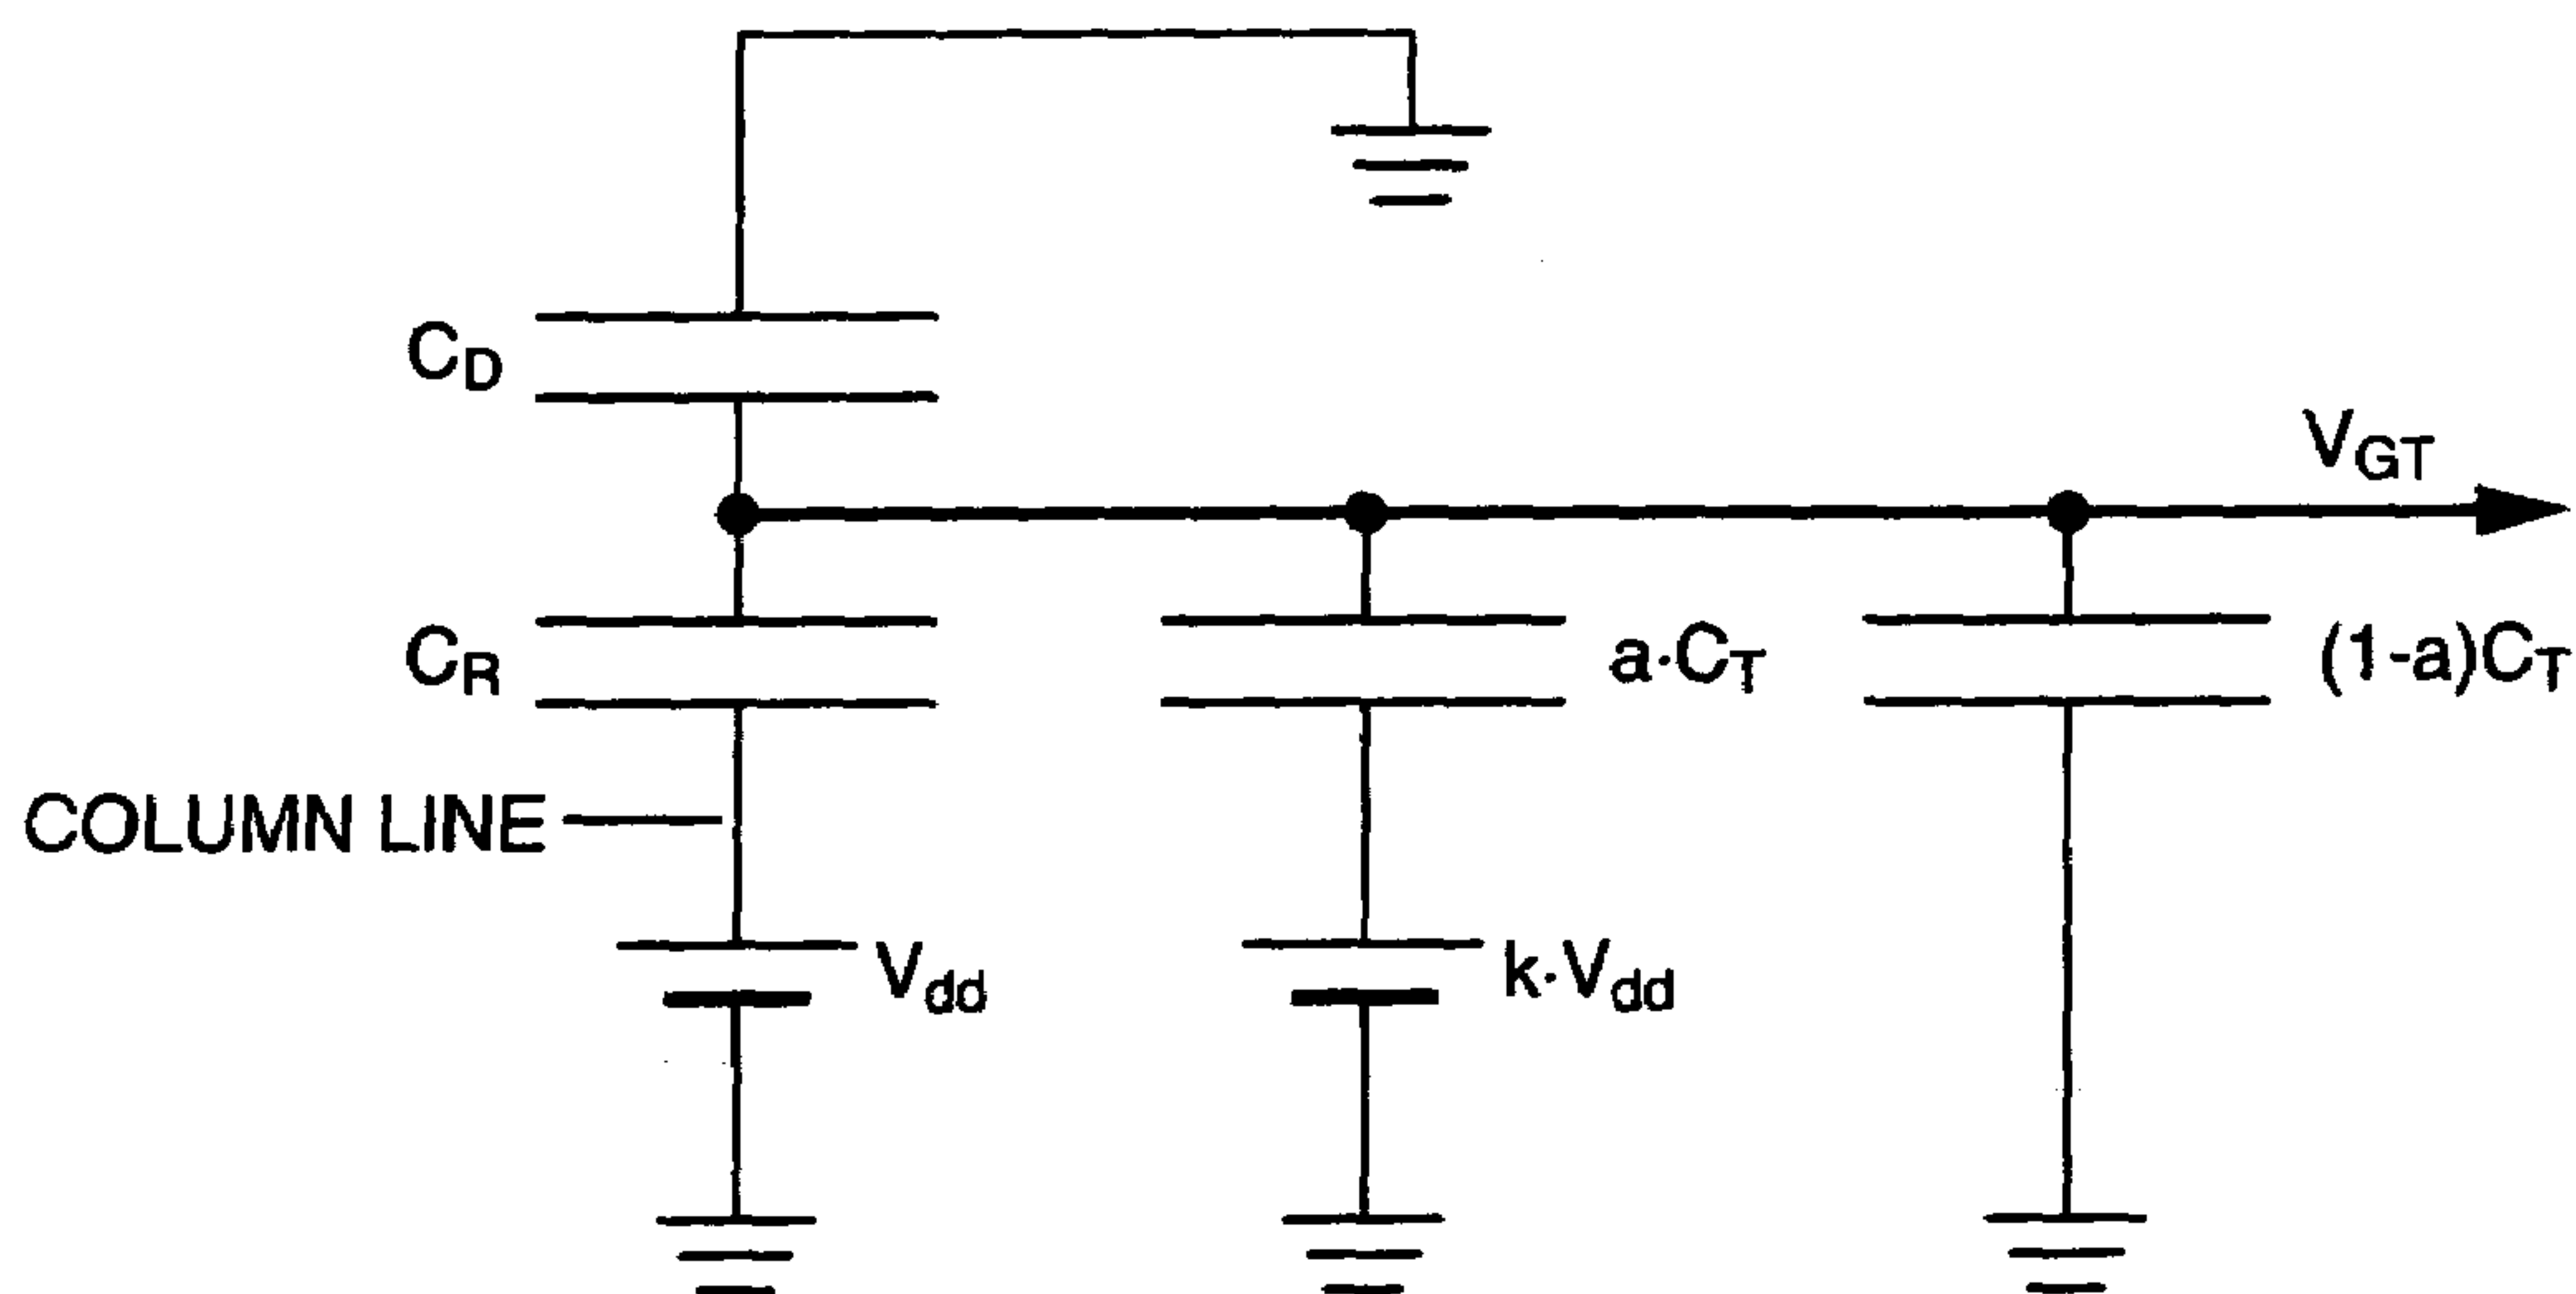 C_D
V_GT
C_R
a·C_T
(1-a)C_T
COLUMN LINE
V_dd
k·V_dd